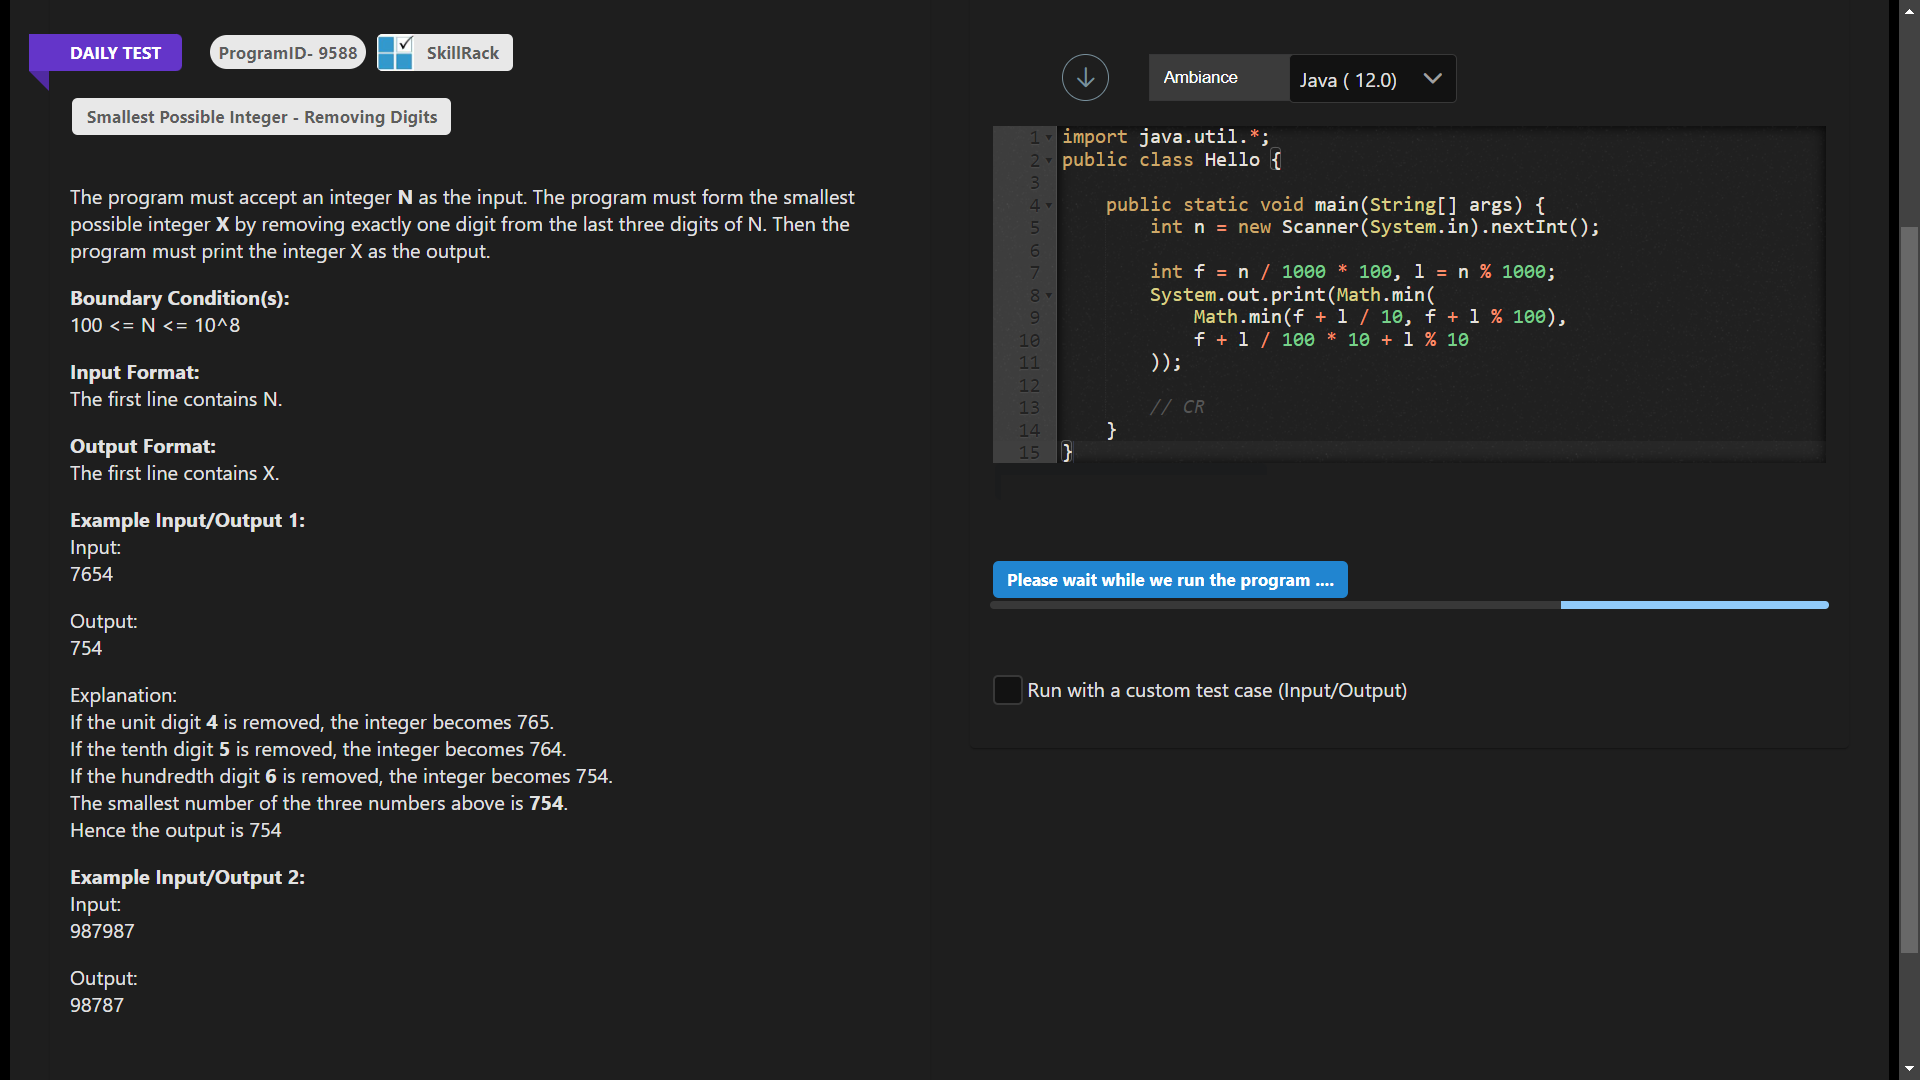 DAILY TEST
ProgramID- 9588
SkillRack
Smallest Possible Integer - Removing Digits
The program must accept an integer N as the input. The program must form the smallest
possible integer X by removing exactly one digit from the last three digits of N. Then the
program must print the integer X as the output.
Boundary Condition(s):
100 <= N <= 10^8
Input Format:
The first line contains N.
Output Format:
The first line contains X.
Example Input/Output 1:
Input:
7654
Output:
754
Explanation:
If the unit digit 4 is removed, the integer becomes 765.
If the tenth digit 5 is removed, the integer becomes 764.
If the hundredth digit 6 is removed, the integer becomes 754.
The smallest number of the three numbers above is 754.
Hence the output is 754
Example Input/Output 2:
Input:
987987
Output:
98787
Ambiance
Java ( 12.0)
1 import java.util.*;
2 public class Hello {
3
4 public static void main(String[] args) {
5 int n = new Scanner(System.in).nextInt();
6
7 int f = n / 1000 * 100, l = n % 1000;
8 System.out.print(Math.min(
9 Math.min(f + l / 10, f + l % 100),
10 f + l / 100 * 10 + l % 10
11 ));
12
13 // CR
14 }
15 }
Please wait while we run the program ....
Run with a custom test case (Input/Output)